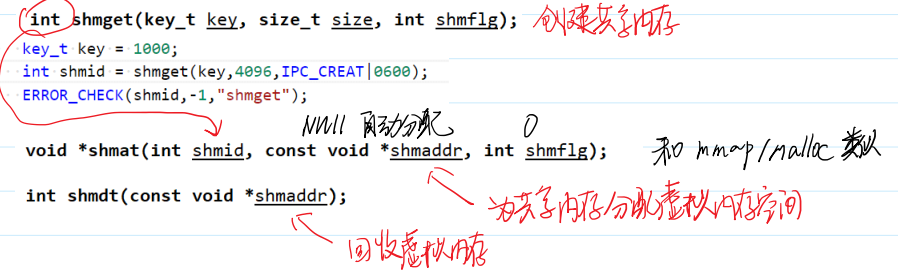 int shmget(key_t key, size_t size, int shmflg); 创建共享内存
key_t key = 1000;
int shmid = shmget(key,4096,IPC_CREAT|0600);
ERROR_CHECK(shmid,-1,"shmget");
NULL 自动分配 0
void *shmat(int shmid, const void *shmaddr, int shmflg); 和 mmap/malloc 类似
int shmdt(const void *shmaddr); 为共享内存分配虚拟内存空间
回收虚拟内存